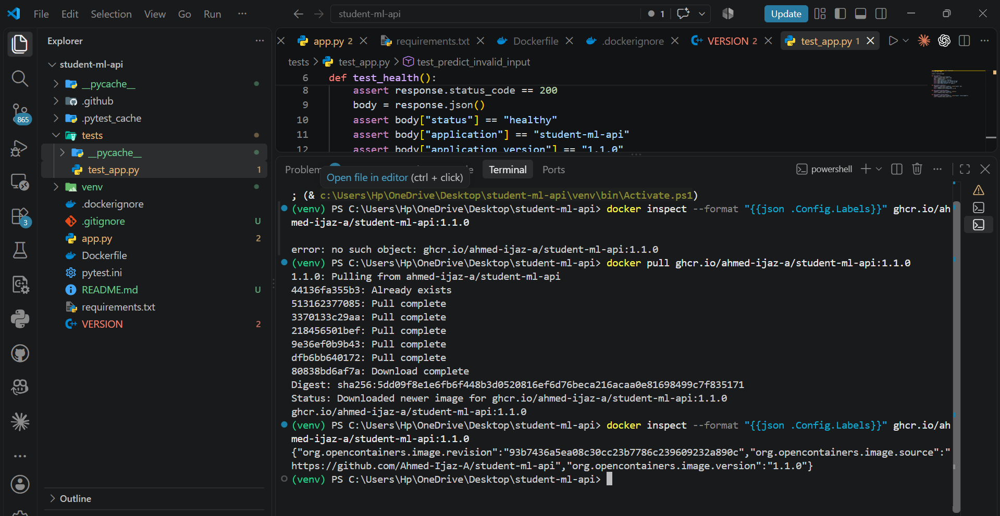 File Edit Selection View Go Run ···
student-ml-api
1
Update
Explorer
student-ml-api
__pycache__
.github
.pytest_cache
tests
__pycache__
test_app.py 1
venv
.dockerignore
.gitignore U
app.py 2
Dockerfile
pytest.ini
README.md U
requirements.txt
VERSION 2
Outline
865
3
app.py 2
requirements.txt
Dockerfile
.dockerignore
VERSION 2
test_app.py 1
tests > test_app.py > test_predict_invalid_input
6 def test_health():
8 assert response.status_code == 200
9 body = response.json()
10 assert body["status"] == "healthy"
11 assert body["application"] == "student-ml-api"
12 assert body["application_version"] == "1.1.0"
Problem Terminal Ports
Open file in editor (ctrl + click)
powershell
; (& c:\Users\Hp\OneDrive\Desktop\student-ml-api\venv\bin\Activate.ps1)
(venv) PS C:\Users\Hp\OneDrive\Desktop\student-ml-api> docker inspect --format "{{json .Config.Labels}}" ghcr.io/ah
med-ijaz-a/student-ml-api:1.1.0
error: no such object: ghcr.io/ahmed-ijaz-a/student-ml-api:1.1.0
(venv) PS C:\Users\Hp\OneDrive\Desktop\student-ml-api> docker pull ghcr.io/ahmed-ijaz-a/student-ml-api:1.1.0
1.1.0: Pulling from ahmed-ijaz-a/student-ml-api
44136fa355b3: Already exists
513162377085: Pull complete
3370133c29aa: Pull complete
218456501bef: Pull complete
9e36ef0b9b43: Pull complete
dfb6bb640172: Pull complete
80838bd6af7a: Download complete
Digest: sha256:5dd09f8e1e6fb6f448b3d0520816ef6d76beca216acaa0e81698499c7f835171
Status: Downloaded newer image for ghcr.io/ahmed-ijaz-a/student-ml-api:1.1.0
ghcr.io/ahmed-ijaz-a/student-ml-api:1.1.0
(venv) PS C:\Users\Hp\OneDrive\Desktop\student-ml-api> docker inspect --format "{{json .Config.Labels}}" ghcr.io/ah
med-ijaz-a/student-ml-api:1.1.0
{"org.opencontainers.image.revision":"93b7436a5ea08c30cc23b7786c239609232a890c","org.opencontainers.image.source":"
https://github.com/Ahmed-Ijaz-A/student-ml-api","org.opencontainers.image.version":"1.1.0"}
(venv) PS C:\Users\Hp\OneDrive\Desktop\student-ml-api>